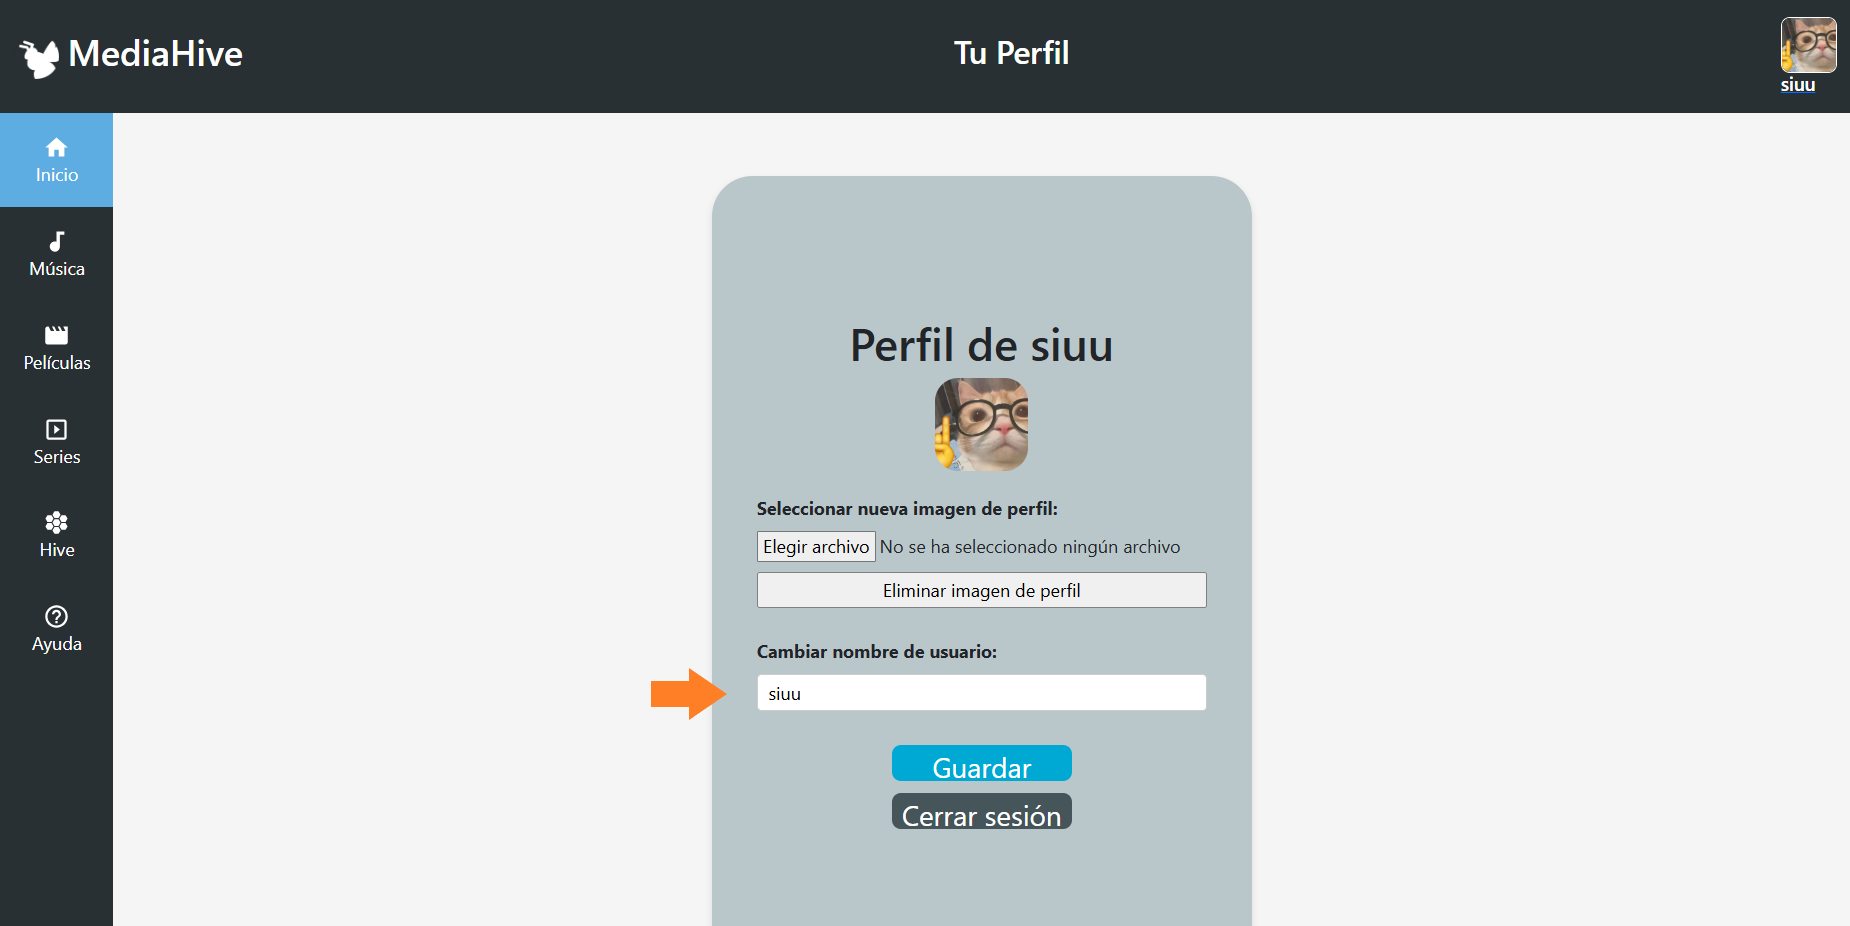 MediaHive
Tu Perfil
siuu
Inicio
Música
Películas
Series
Hive
Ayuda
Perfil de siuu
Seleccionar nueva imagen de perfil:
Elegir archivo No se ha seleccionado ningún archivo
Eliminar imagen de perfil
Cambiar nombre de usuario:
siuu
Guardar
Cerrar sesión